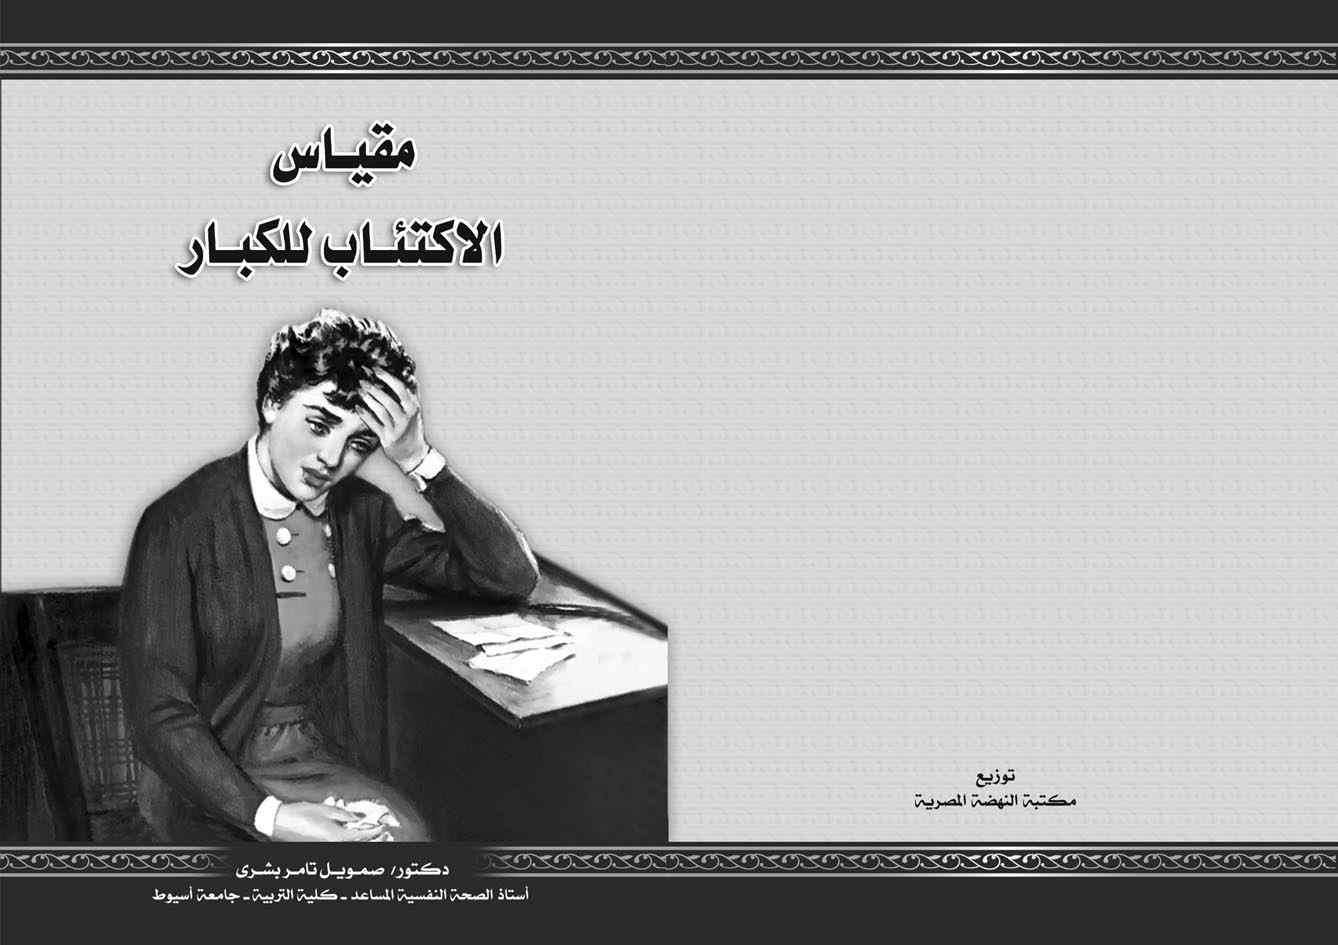 مقياس
الاكتئاب للكبار
دكتور/ صمويل تامر بشرى
أستاذ الصحة النفسية المساعد - كلية التربية - جامعة أسيوط
توزيع
مكتبة النهضة المصرية